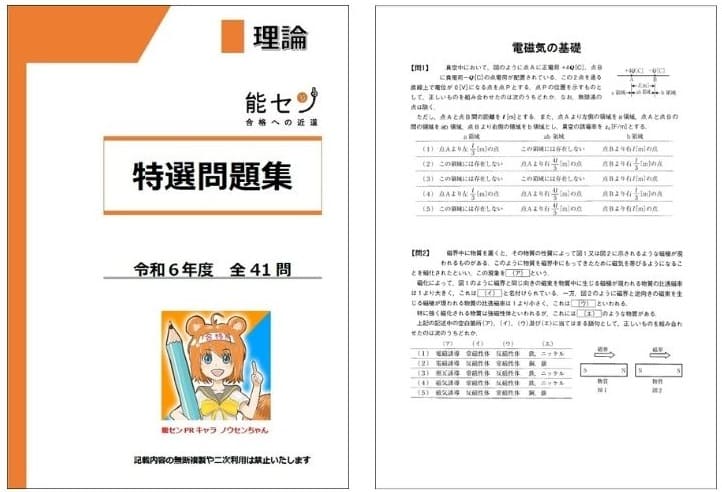 理論
能セン
合格への近道
特選問題集
令和6年度 全41問
合格
能センPRキャラ ノウセンちゃん
記載内容の無断複製や二次利用は禁止いたします
電磁気の基礎
【問1】 真空中において、図のように点Aに正電荷+4Q[C]、点B
に負電荷−Q[C]の点電荷が配置されている。この2点を通る
直線上で電位が0[V]になる点を点Pとする。点Pの位置を示すものと
して、正しいものを組み合わせたのは次のうちどれか。なお、無限遠の
点は除く。
+4Q[C] −Q[C]
A B
l[m]
a 領域 ab 領域 b 領域
ただし、点Aと点B間の距離をl[m]とする。また、点Aより左側の領域をa領域、点Aと点Bの
間の領域をab領域、点Bより右側の領域をb領域とし、真空の誘電率をε₀[F/m]とする。
a 領域 ab 領域 b 領域
(1) 点Aより左 l/3 [m]の点 この領域には存在しない 点Bより右l[m]の点
(2) この領域には存在しない 点Aより右 4l/5 [m]の点 点Bより右 l/3 [m]の点
(3) この領域には存在しない この領域には存在しない 点Bより右l[m]の点
(4) 点Aより左 l/3 [m]の点 点Aより右 4l/5 [m]の点 点Bより右 l/3 [m]の点
(5) この領域には存在しない 点Aより右 4l/5 [m]の点 点Bより右l[m]の点
【問2】 磁界中に物質を置くと、その物質の性質によって図1又は図2に示されるような磁極が現
われるものがある。このように物質を磁界中にもってきたために磁気を帯びるようになるこ
とを磁化されたといい、この現象を (ア) という。
磁化によって、図1のように磁界と同じ向きの磁束を物質中に生じる磁極が現われる物質の比透磁率
は1より大きく、これは (イ) と名付けられている。一方、図2のように磁界と逆向きの磁束を生
じる磁極が現われる物質の比透磁率は1より小さく、これは (ウ) といわれる。
特に強く磁化される物質は強磁性体といわれるが、これには (エ) のような物質がある。
上記の記述中の空白箇所(ア)、(イ)、(ウ)及び(エ)に当てはまる語句として、正しいものを組み合わ
せたのは次のうちどれか。
(ア) (イ) (ウ) (エ)
(1) 電磁誘導 常磁性体 反磁性体 鉄、ニッケル
(2) 電磁誘導 常磁性体 反磁性体 銅、銀
(3) 相互誘導 常磁性体 反磁性体 鉄、ニッケル
(4) 磁気誘導 常磁性体 反磁性体 鉄、ニッケル
(5) 磁気誘導 常磁性体 反磁性体 銅、銀
磁界 磁界
S N S N
物質 物質
図1 図2